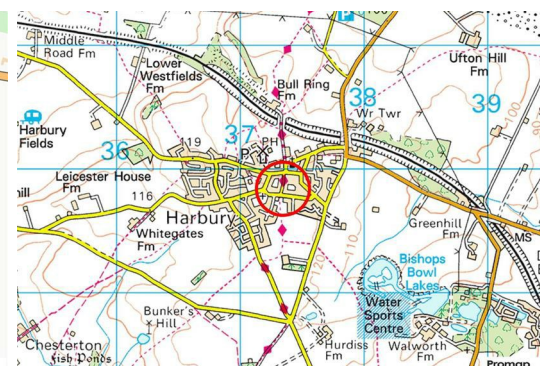 Middle
Road Fm
Lower
Westfields
Fm
Bull Ring
Fm
Ufton Hill
Fm
P
38
39
100
Wr Twr
Harbury
Fields
36
119
37
PH
P
Leicester House
Fm
116
Harbury
Whitegates
Fm
Greenhill
Fm
MS
110
Bishops
Bowl
Lakes
Water
Sports
Centre
Bunker's
Hill
Chesterton
Fish Ponds
Hurdiss
Fm
Walworth
Fm